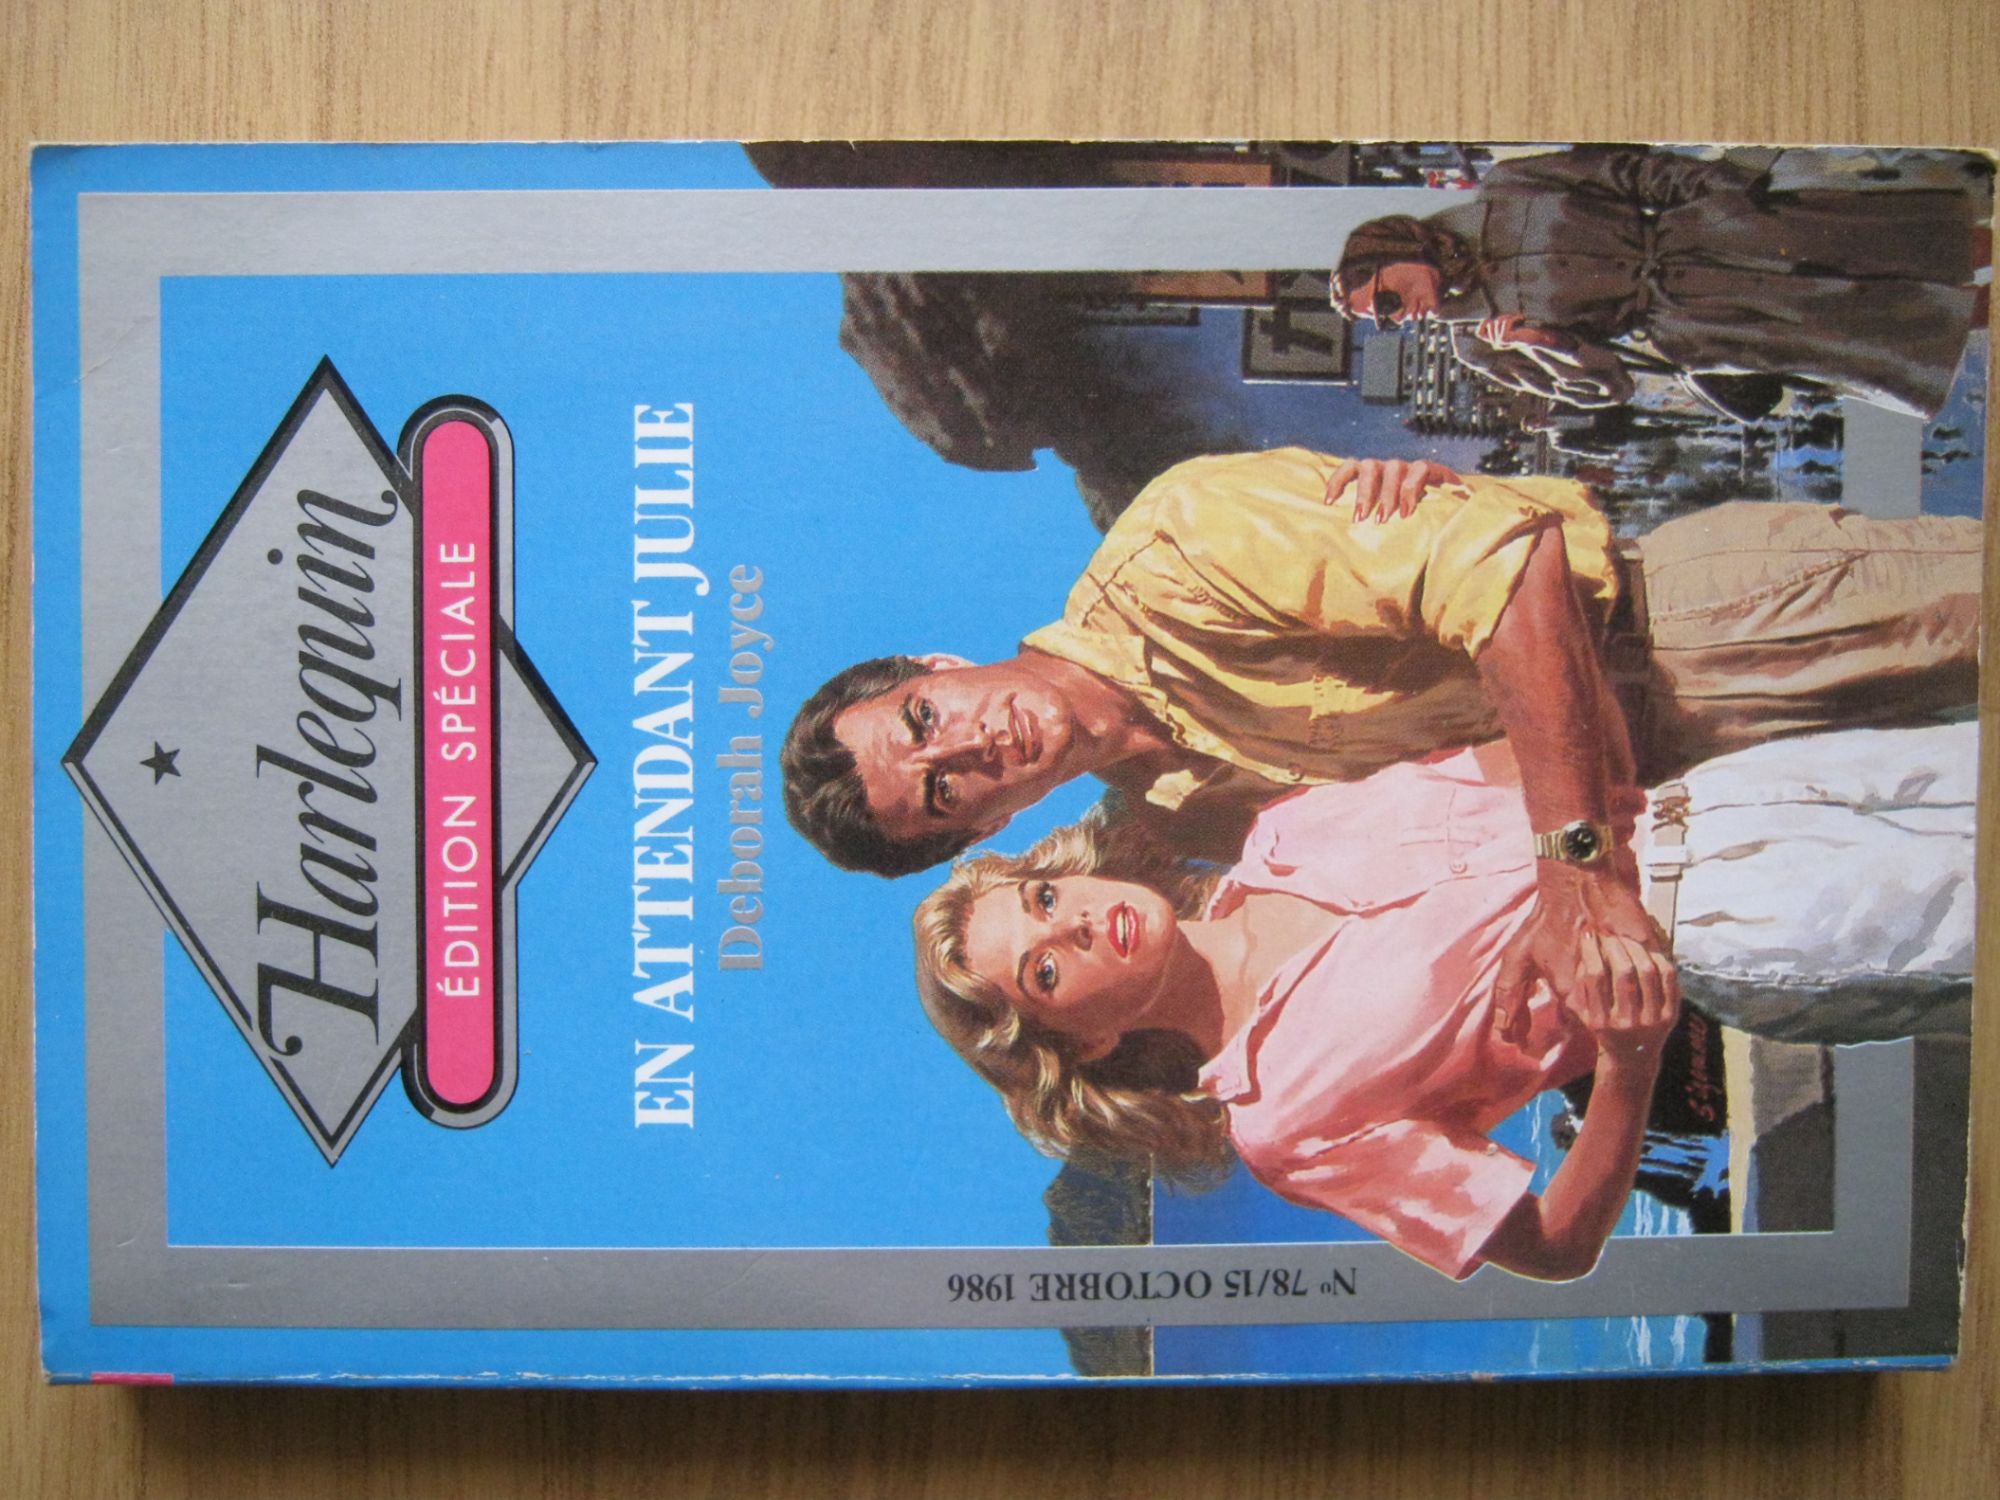 Harlequin
ÉDITION SPÉCIALE
EN ATTENDANT JULIE
Deborah Joyce
Nº 78/15 OCTOBRE 1986